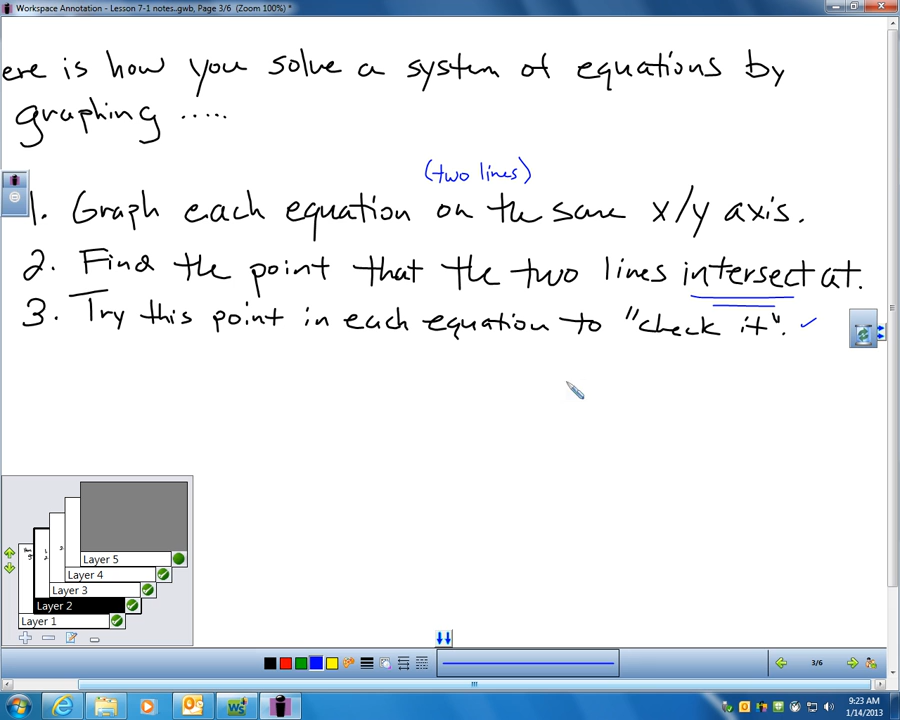 Workspace Annotation - Lesson 7-1 notes..gwb, Page 3/6 (Zoom 100%) *
ere is how you solve a system of equations by
graphing .....
(two lines)
1. Graph each equation on the same x/y axis.
2. Find the point that the two lines intersect at.
3. Try this point in each equation to "check it". ✓
Layer 5
Layer 4
Layer 3
Layer 2
Layer 1
3/6
9:23 AM
1/14/2013